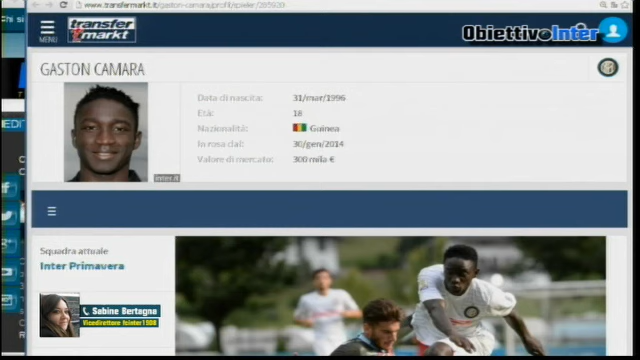 www.transfermarkt.it/gaston-camara/profil/spieler/285920
MENU
transfer
markt
ObiettivoInter
GASTON CAMARA
Data di nascita: 31/mar/1996
Età: 18
Nazionalità: Guinea
In rosa dal: 30/gen/2014
Valore di mercato: 300 mila €
inter.it
Squadra attuale
Inter Primavera
Sabine Bertagna
Vicedirettore fcinter1908